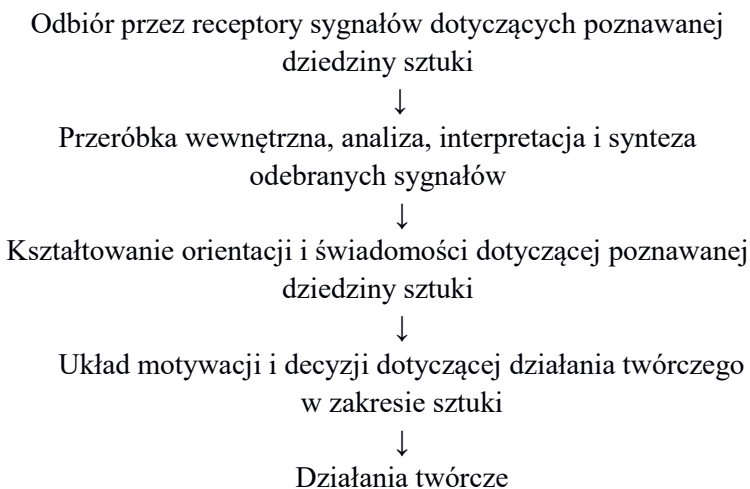 Odbiór przez receptory sygnałów dotyczących poznawanej
dziedziny sztuki
↓
Przeróbka wewnętrzna, analiza, interpretacja i synteza
odebranych sygnałów
↓
Kształtowanie orientacji i świadomości dotyczącej poznawanej
dziedziny sztuki
↓
Układ motywacji i decyzji dotyczącej działania twórczego
w zakresie sztuki
↓
Działania twórcze